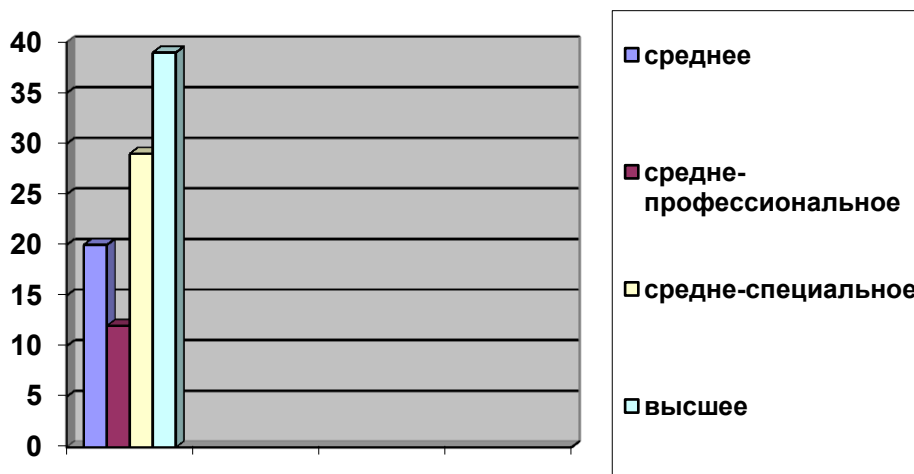 40
35
30
25
20
15
10
5
0
среднее
средне-
профессиональное
средне-специальное
высшее